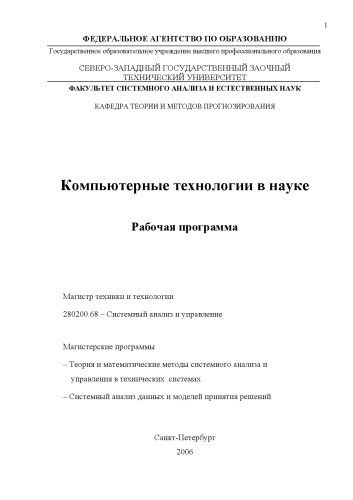 1
ФЕДЕРАЛЬНОЕ АГЕНТСТВО ПО ОБРАЗОВАНИЮ
Государственное образовательное учреждение высшего профессионального образования
СЕВЕРО-ЗАПАДНЫЙ ГОСУДАРСТВЕННЫЙ ЗАОЧНЫЙ
ТЕХНИЧЕСКИЙ УНИВЕРСИТЕТ
ФАКУЛЬТЕТ СИСТЕМНОГО АНАЛИЗА И ЕСТЕСТВЕННЫХ НАУК
КАФЕДРА ТЕОРИИ И МЕТОДОВ ПРОГНОЗИРОВАНИЯ
Компьютерные технологии в науке
Рабочая программа
Магистр техники и технологии
280200.68 – Системный анализ и управление
Магистерские программы
– Теория и математические методы системного анализа и
управления в технических системах
– Системный анализ данных и моделей принятия решений
Санкт-Петербург
2006